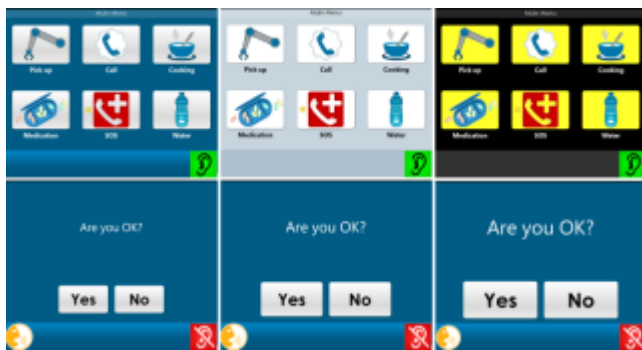 Main Menu Main Menu Main Menu
Pick up Call Cooking Pick up Call Cooking Pick up Call Cooking
Medication SOS Water Medication SOS Water Medication SOS Water
Are you OK? Are you OK? Are you OK?
Yes No Yes No Yes No